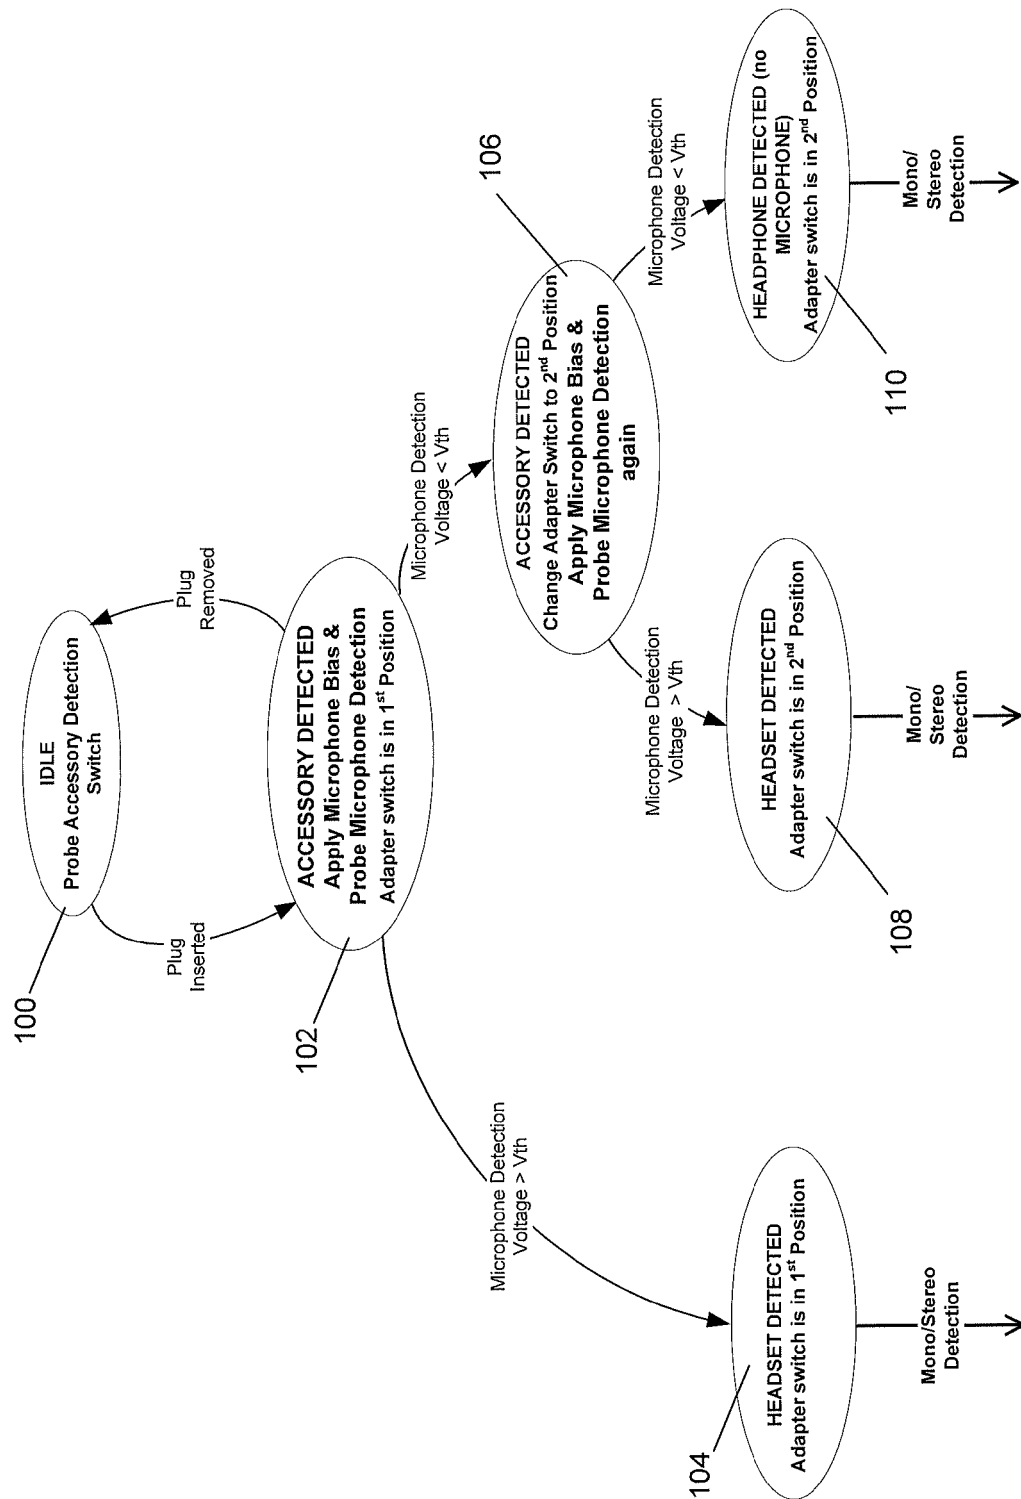 100
IDLE
Probe Accessory Detection
Switch
Plug
Inserted
Plug
Removed
102
ACCESSORY DETECTED
Apply Microphone Bias &
Probe Microphone Detection
Adapter switch is in 1st Position
Microphone Detection
Voltage > Vth
Microphone Detection
Voltage < Vth
104
HEADSET DETECTED
Adapter switch is in 1st Position
Mono/Stereo
Detection
106
ACCESSORY DETECTED
Change Adapter Switch to 2nd Position
Apply Microphone Bias &
Probe Microphone Detection
again
Microphone Detection
Voltage > Vth
Microphone Detection
Voltage < Vth
108
HEADSET DETECTED
Adapter switch is in 2nd Position
Mono/
Stereo
Detection
110
HEADPHONE DETECTED (no
MICROPHONE)
Adapter switch is in 2nd Position
Mono/
Stereo
Detection